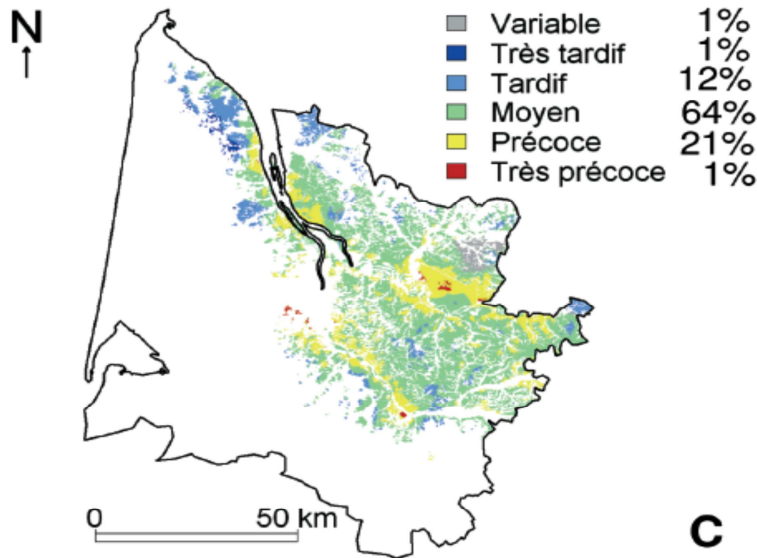 N
Variable 1%
Très tardif 1%
Tardif 12%
Moyen 64%
Précoce 21%
Très précoce 1%
0 50 km
C